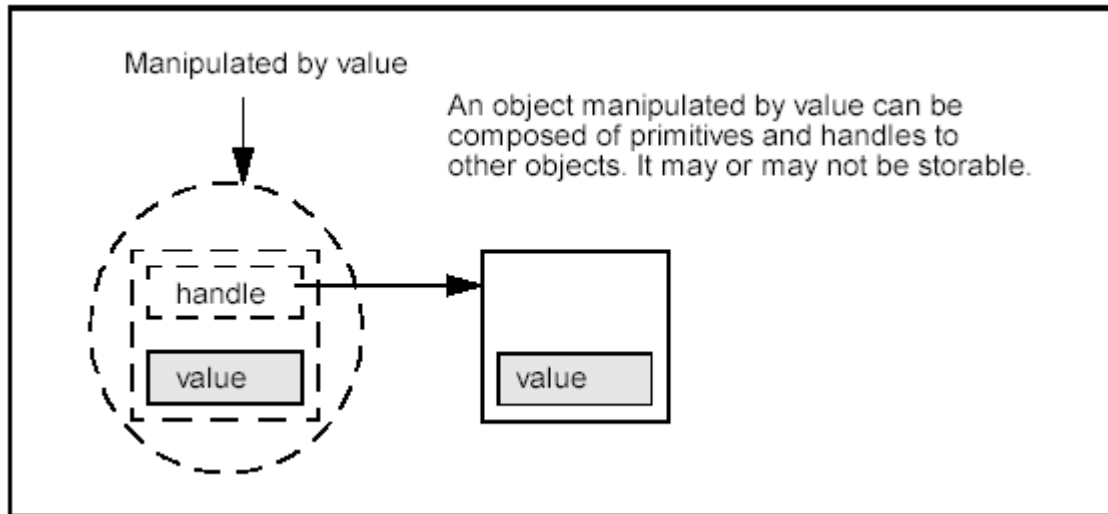 Manipulated by value
An object manipulated by value can be
composed of primitives and handles to
other objects. It may or may not be storable.
handle
value
value